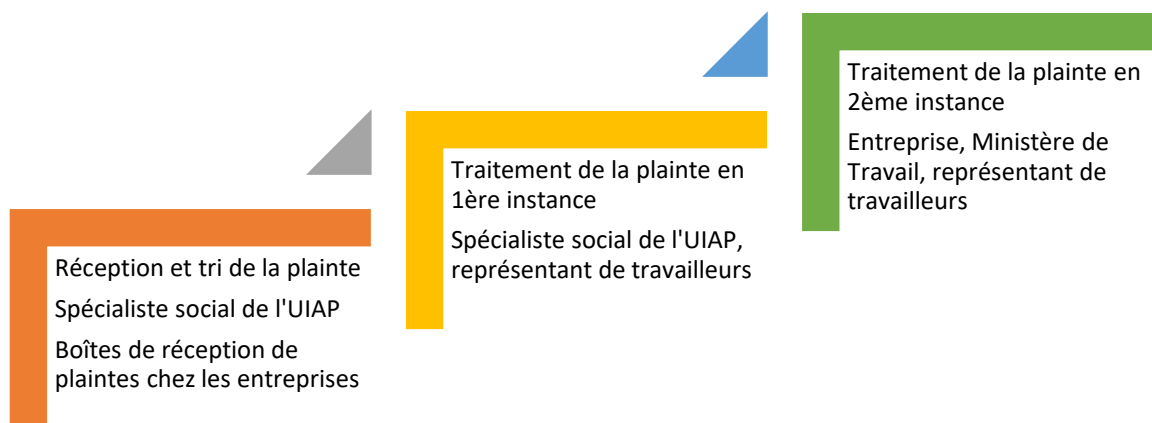 Réception et tri de la plainte
Spécialiste social de l'UIAP
Boîtes de réception de
plaintes chez les entreprises
Traitement de la plainte en
1ère instance
Spécialiste social de l'UIAP,
représentant de travailleurs
Traitement de la plainte en
2ème instance
Entreprise, Ministère de
Travail, représentant de
travailleurs